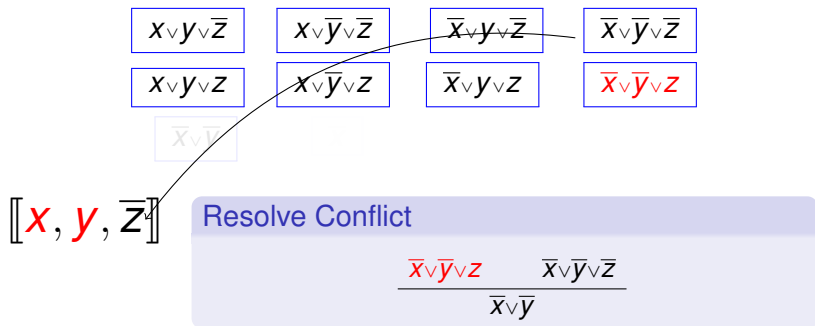 x∨y∨z̅ x∨y̅∨z̅ x̅∨y∨z̅ x̅∨y̅∨z̅
x∨y∨z x∨y̅∨z x̅∨y∨z x̅∨y̅∨z
x̅∨y̅
⟦x, y, z̅⟧
Resolve Conflict
x̅∨y̅∨z x̅∨y̅∨z̅
x̅∨y̅